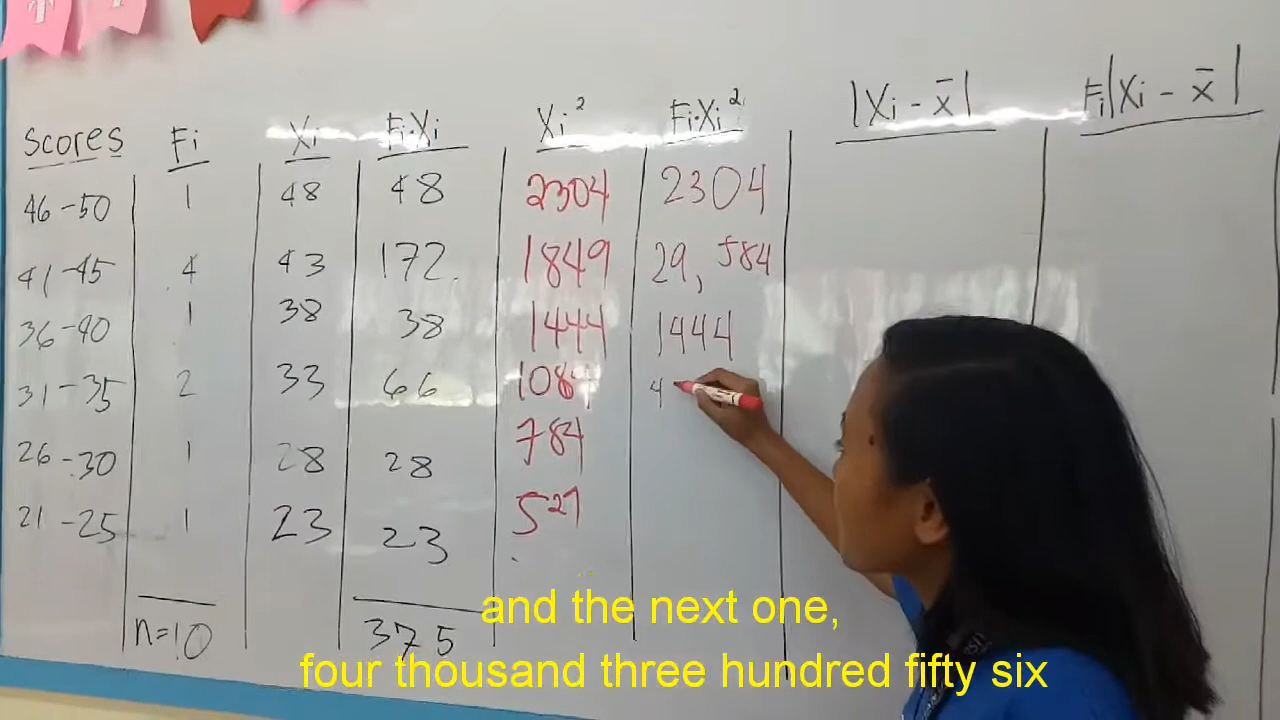 Scores Fi Xi Fi·Xi Xi² Fi·Xi² |Xi - x̄| Fi|Xi - x̄|
46-50 1 48 48 2304 2304
41-45 4 43 172. 1849 29,584
36-40 1 38 38 1444 1444
31-35 2 33 66 1089 4
26-30 1 28 28 784
21-25 1 23 23 527
n=10 375
and the next one,
four thousand three hundred fifty six